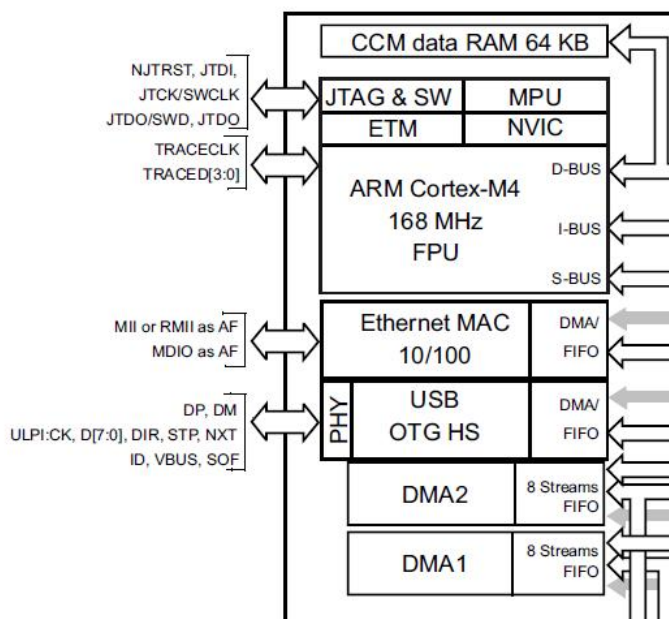 CCM data RAM 64 KB
NJTRST, JTDI,
JTCK/SWCLK
JTDO/SWD, JTDO
JTAG & SW
MPU
ETM
NVIC
TRACECLK
TRACED[3:0]
ARM Cortex-M4
168 MHz
FPU
D-BUS
I-BUS
S-BUS
MII or RMII as AF
MDIO as AF
Ethernet MAC
10/100
DMA/
FIFO
DP, DM
ULPI:CK, D[7:0], DIR, STP, NXT
ID, VBUS, SOF
PHY
USB
OTG HS
DMA/
FIFO
DMA2
8 Streams
FIFO
DMA1
8 Streams
FIFO